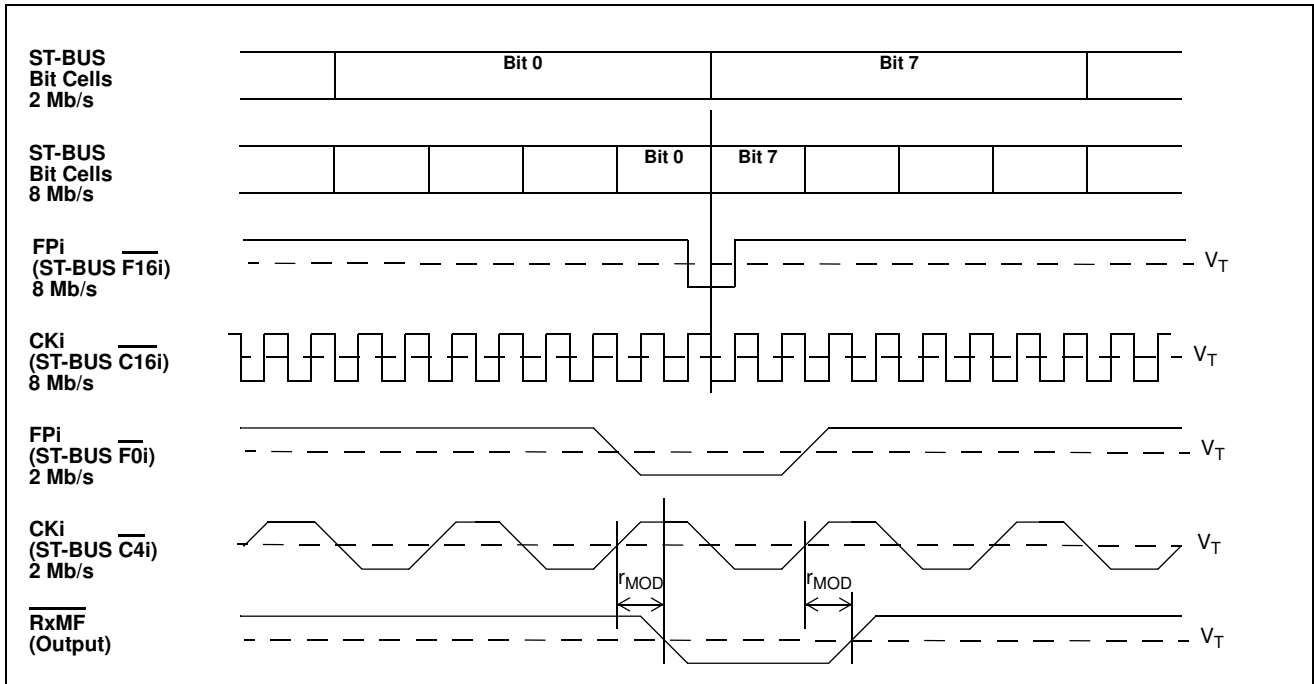 ST-BUS
Bit Cells
2 Mb/s
Bit 0
Bit 7
ST-BUS
Bit Cells
8 Mb/s
Bit 0
Bit 7
FPi
(ST-BUS F16i)
8 Mb/s
VT
CKi
(ST-BUS C16i)
8 Mb/s
VT
FPi
(ST-BUS F0i)
2 Mb/s
VT
CKi
(ST-BUS C4i)
2 Mb/s
VT
rMOD
rMOD
RxMF
(Output)
VT